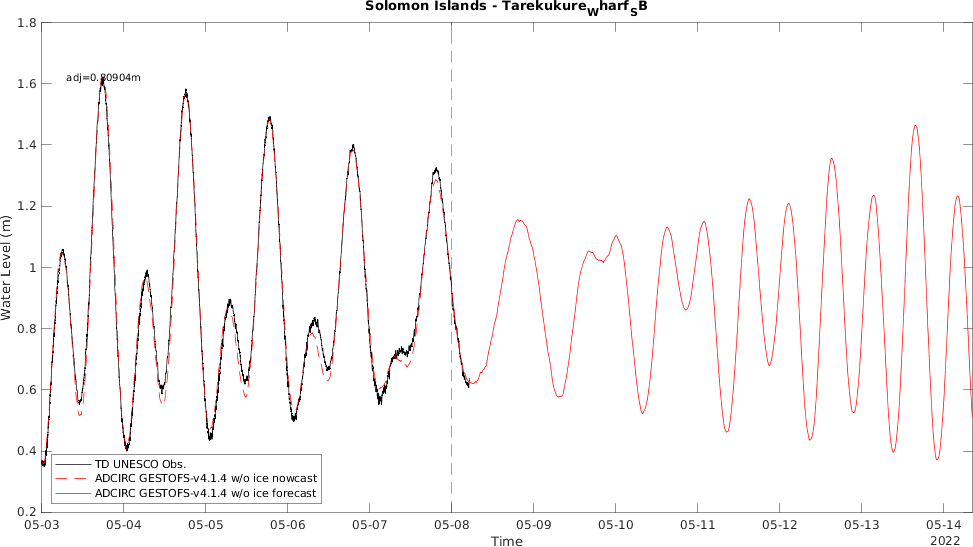 Solomon Islands - TarekukureWharfSB
1.8
1.6
1.4
1.2
1
0.8
0.6
0.4
0.2
Water Level (m)
adj=0.80904m
TD UNESCO Obs.
ADCIRC GESTOFS-v4.1.4 w/o ice nowcast
ADCIRC GESTOFS-v4.1.4 w/o ice forecast
05-03 05-04 05-05 05-06 05-07 05-08 05-09 05-10 05-11 05-12 05-13 05-14
Time
2022